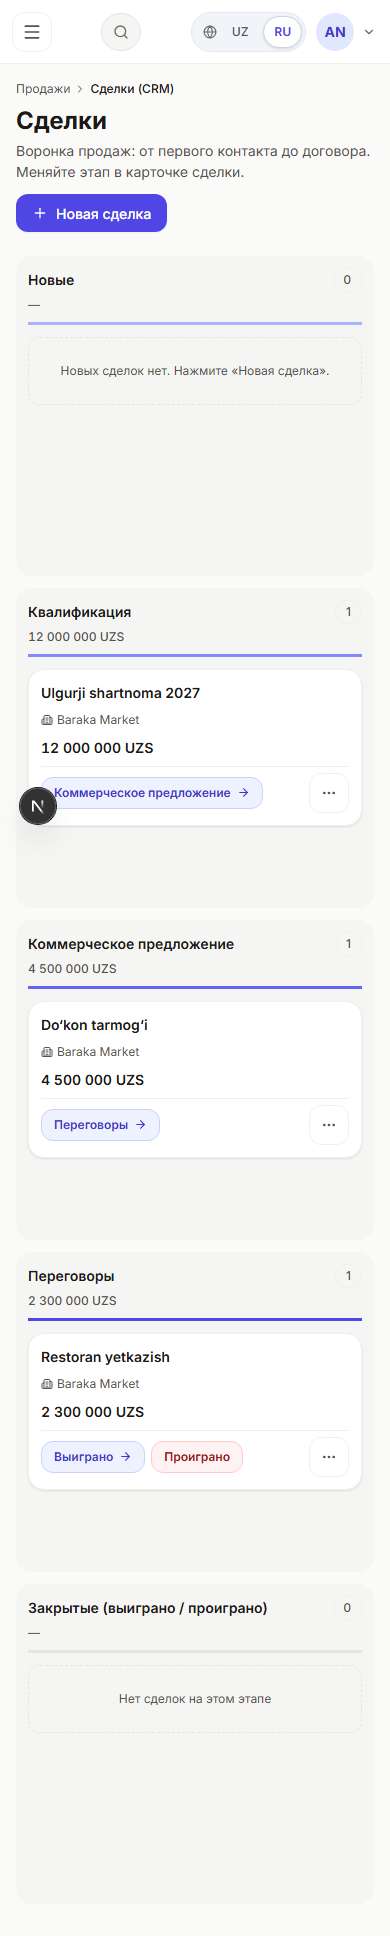 UZ
RU
AN
Продажи > Сделки (CRM)
Сделки
Воронка продаж: от первого контакта до договора.
Меняйте этап в карточке сделки.
+ Новая сделка
Новые
0
—
Новых сделок нет. Нажмите «Новая сделка».
Квалификация
1
12 000 000 UZS
Ulgurji shartnoma 2027
Baraka Market
12 000 000 UZS
N
Коммерческое предложение →
Коммерческое предложение
1
4 500 000 UZS
Do‘kon tarmog‘i
Baraka Market
4 500 000 UZS
Переговоры →
Переговоры
1
2 300 000 UZS
Restoran yetkazish
Baraka Market
2 300 000 UZS
Выиграно →
Проиграно
Закрытые (выиграно / проиграно)
0
—
Нет сделок на этом этапе